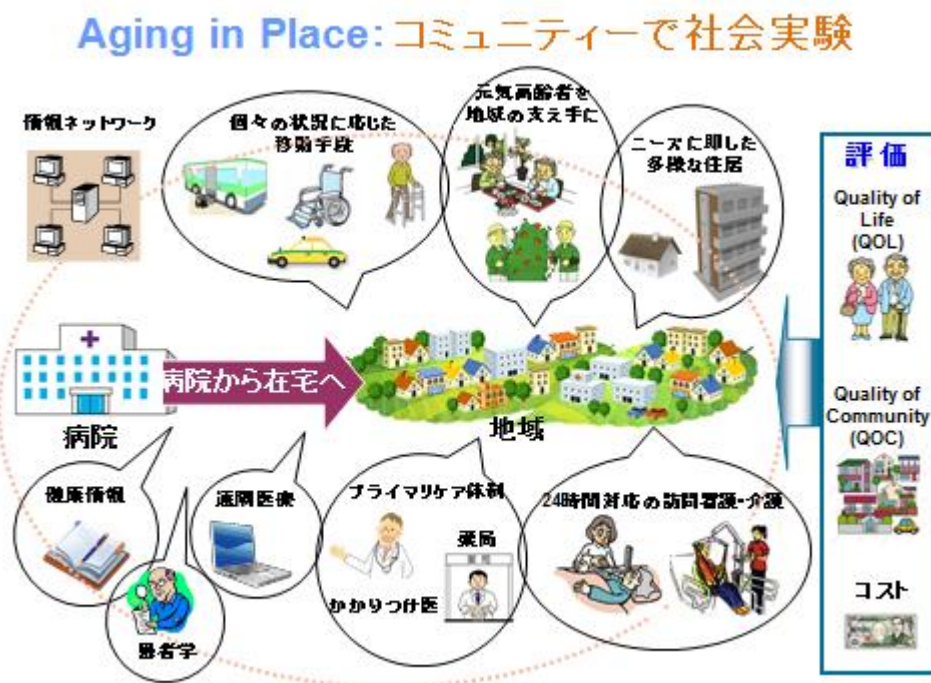 Aging in Place: コミュニティーで社会実験
情報ネットワーク
個々の状況に応じた
移動手段
元気高齢者を
地域の支え手に
ニーズに即した
多様な住居
評価
Quality of
Life
(QOL)
病院から在宅へ
病院
地域
Quality of
Community
(QOC)
健康情報
遠隔医療
プライマリケア体制
薬局
かかりつけ医
24時間対応の訪問看護・介護
患者学
コスト